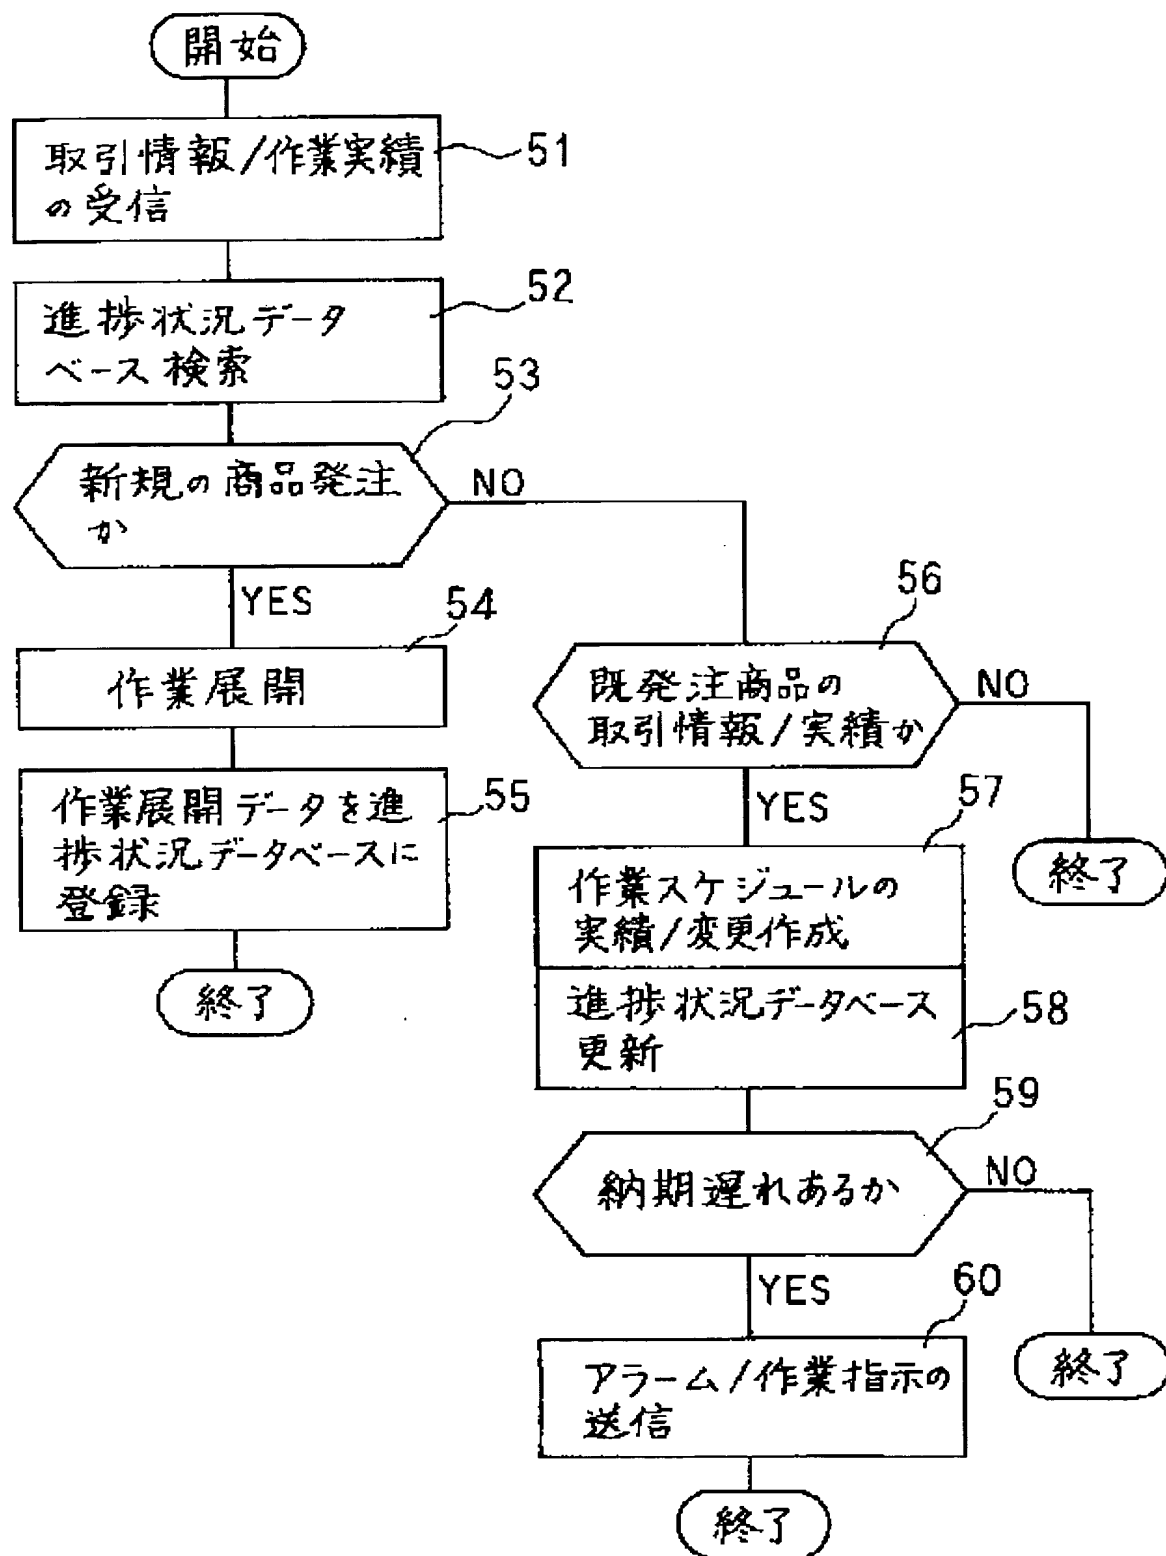 開始
取引情報/作業実績
の受信
51
進捗状況データ
ベース検索
52
新規の商品発注
か
53
NO
YES
作業展開
54
作業展開データを進
捗状況データベースに
登録
55
終了
既発注商品の
取引情報/実績か
56
NO
終了
YES
作業スケジュールの
実績/変更作成
57
進捗状況データベース
更新
58
納期遅れあるか
59
NO
終了
YES
アラーム/作業指示の
送信
60
終了